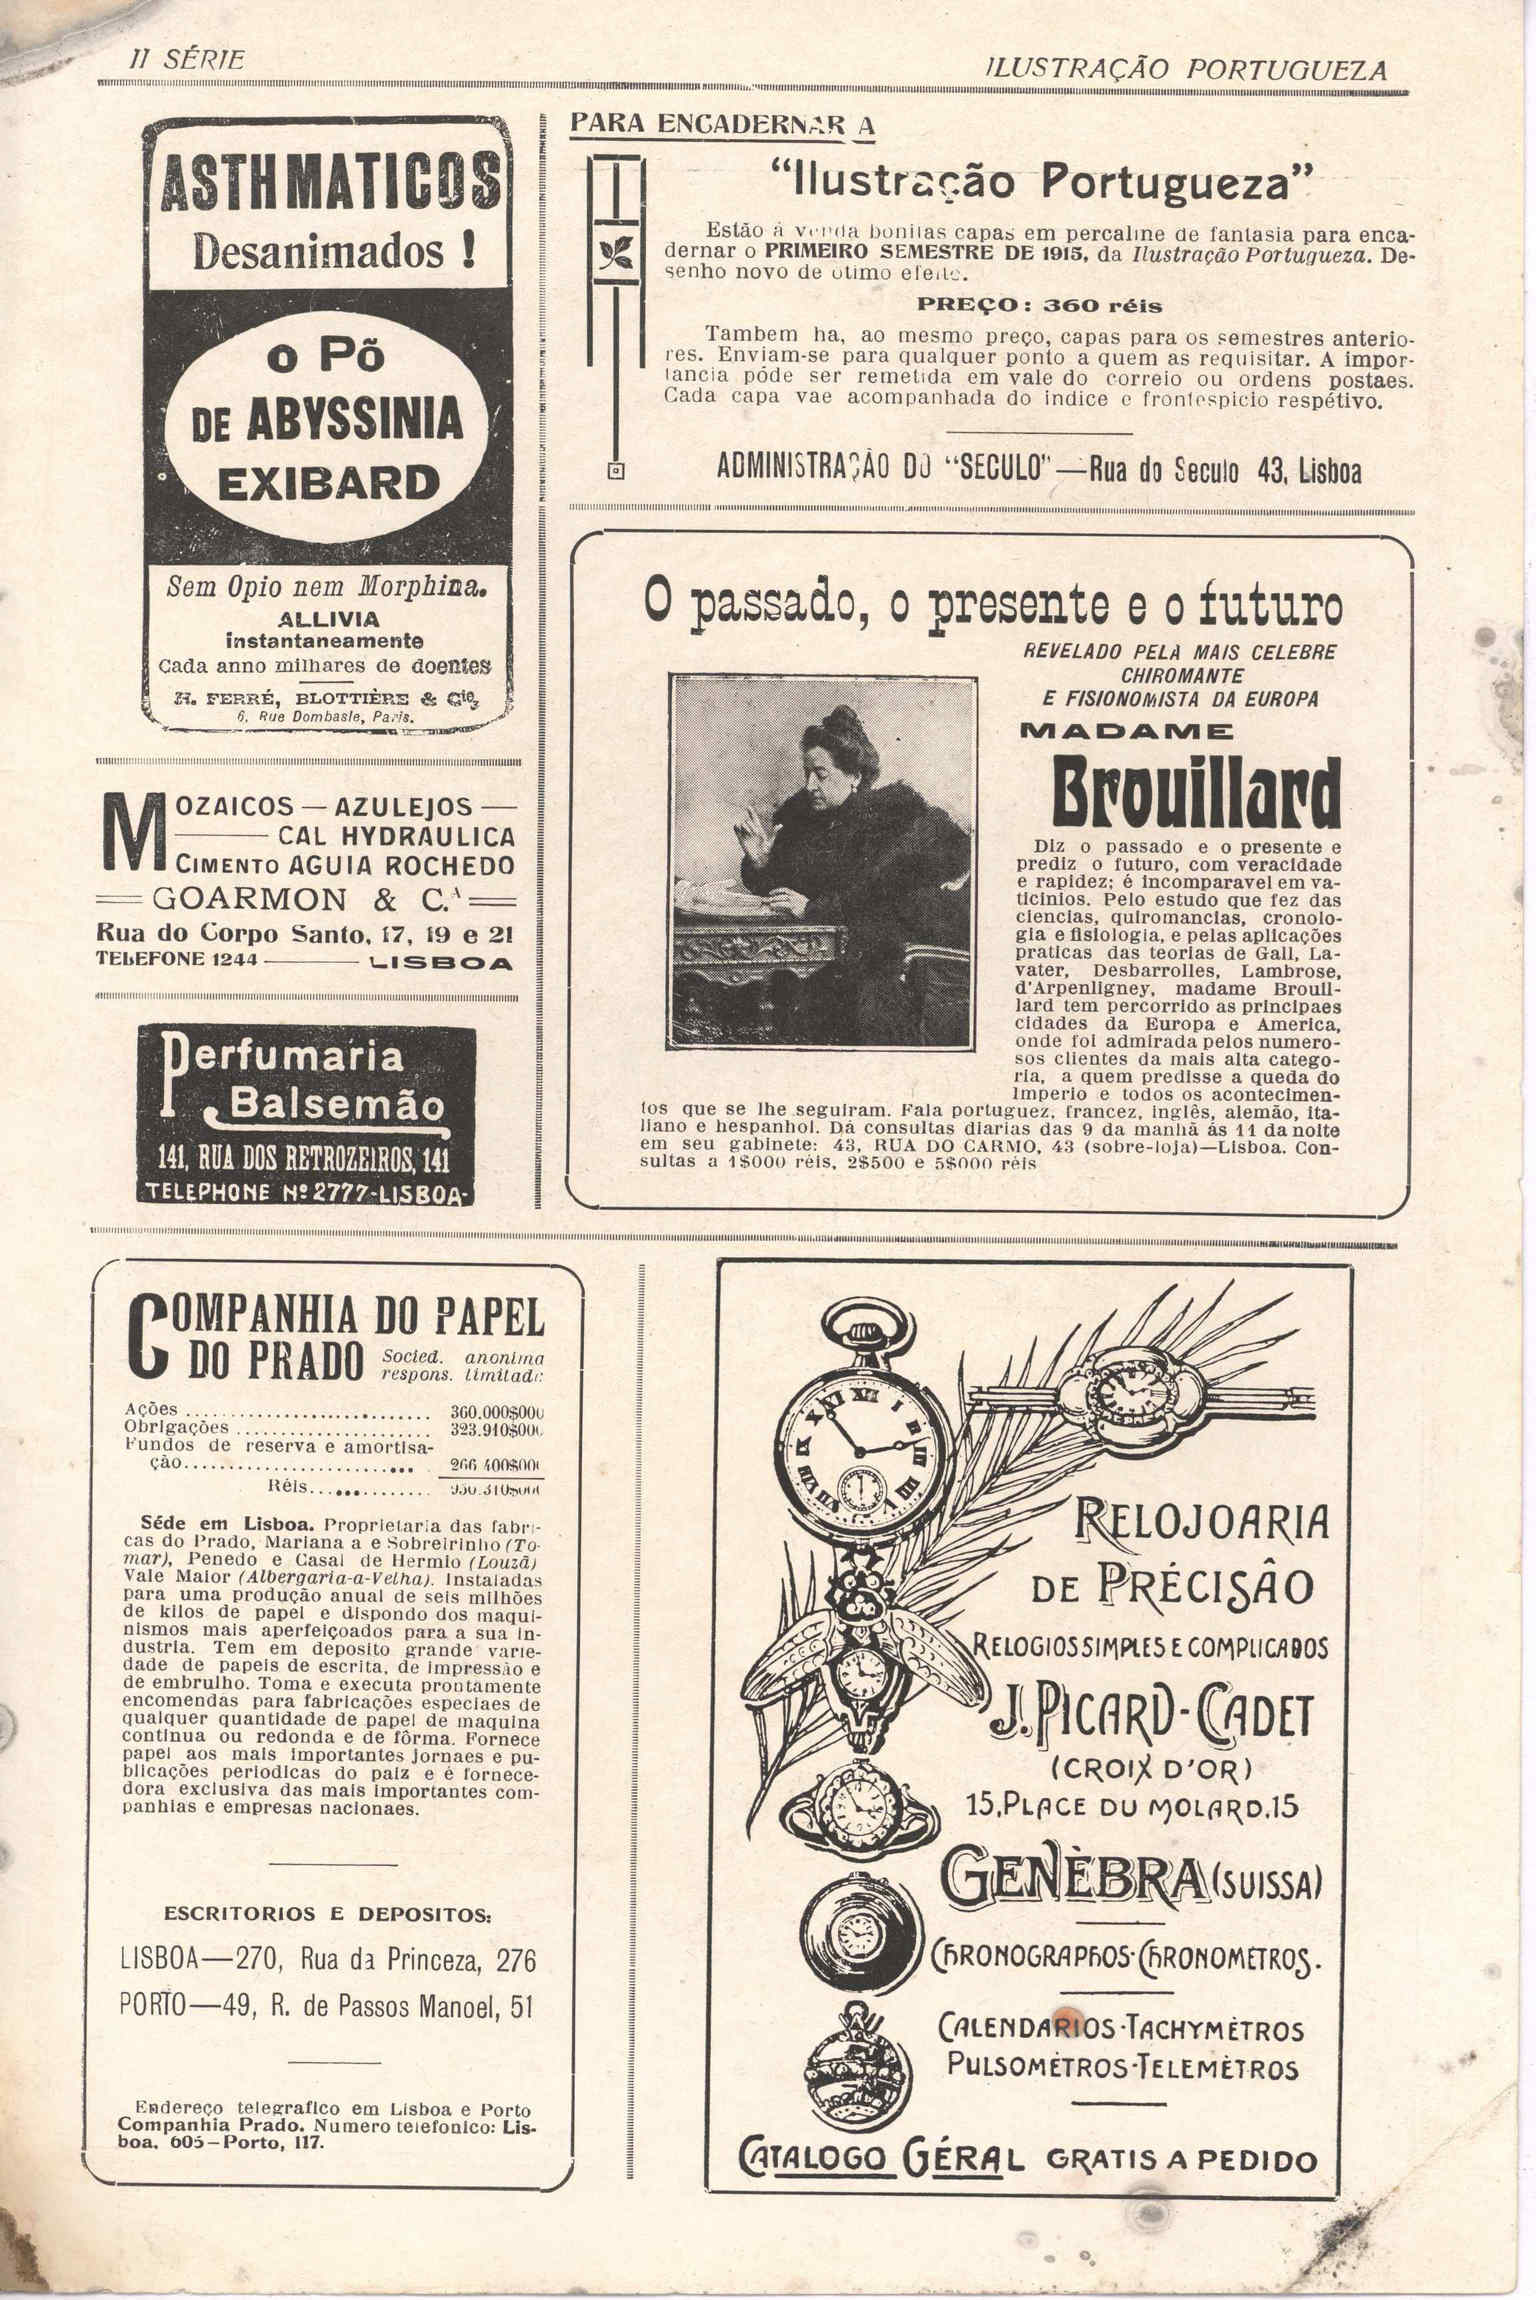 II SÉRIE
ILUSTRAÇÃO PORTUGUEZA
ASTHMATICOS
Desanimados !
O Pô
DE ABYSSINIA
EXIBARD
Sem Opio nem Morphina.
ALLIVIA
instantaneamente
Cada anno milhares de doentes
H. FERRÉ, BLOTTIÈRE & Cie
6, Rue Dombasle, Paris.
MOZAICOS — AZULEJOS —
CAL HYDRAULICA
CIMENTO AGUIA ROCHEDO
GOARMON & C.A
Rua do Corpo Santo, 17, 19 e 21
TELEFONE 1244 — LISBOA
Perfumaria
Balsemão
141, RUA DOS RETROZEIROS, 141
TELEPHONE Nº 2777-LISBOA-
PARA ENCADERNAR A
“Ilustração Portugueza”
Estão á venda bonitas capas em percaline de fantasia para enca-
dernar o PRIMEIRO SEMESTRE DE 1915, da Ilustração Portugueza. De-
senho novo de otimo efeito.
PREÇO: 360 réis
Tambem ha, ao mesmo preço, capas para os semestres anterio-
res. Enviam-se para qualquer ponto a quem as requisitar. A impor-
tancia póde ser remetida em vale do correio ou ordens postaes.
Cada capa vae acompanhada do indice e frontespicio respétivo.
ADMINISTRAÇÃO DO “SECULO”—Rua do Seculo 43, Lisboa
O passado, o presente e o futuro
REVELADO PELA MAIS CELEBRE
CHIROMANTE
E FISIONOMISTA DA EUROPA
MADAME
Brouillard
Diz o passado e o presente e
prediz o futuro, com veracidade
e rapidez; é incomparavel em va-
ticinios. Pelo estudo que fez das
ciencias, quiromancias, cronolo-
gia e fisiologia, e pelas aplicações
praticas das teorias de Gall, La-
vater, Desbarrolles, Lambrose,
d'Arpenligney, madame Brouil-
lard tem percorrido as principaes
cidades da Europa e America,
onde foi admirada pelos numero-
sos clientes da mais alta catego-
ria, a quem predisse a queda do
imperio e todos os acontecimen-
tos que se lhe seguiram. Fala portuguez, francez, inglês, alemão, ita-
liano e hespanhol. Dá consultas diarias das 9 da manhã ás 11 da noite
em seu gabinete: 43, RUA DO CARMO, 43 (sobre-loja)—Lisboa. Con-
sultas a 1$000 réis, 2$500 e 5$000 réis
COMPANHIA DO PAPEL
DO PRADO
Socied. anonima
respons. limitada
Ações .......... 360.000$000
Obrigações .......... 323.910$000
Fundos de reserva e amortisa-
ção.......... 266.400$000
Réis.......... 950.310$000
Séde em Lisboa. Proprietaria das fabri-
cas do Prado, Mariana a e Sobreirinho (To-
mar), Penedo e Casal de Hermio (Louzã)
Vale Maior (Albergaria-a-Velha). Instaladas
para uma produção anual de seis milhões
de kilos de papel e dispondo dos maqui-
nismos mais aperfeiçoados para a sua in-
dustria. Tem em deposito grande varie-
dade de papeis de escrita, de impressão e
de embrulho. Toma e executa prontamente
encomendas para fabricações especiaes de
qualquer quantidade de papel de maquina
continua ou redonda e de fôrma. Fornece
papel aos mais importantes jornaes e pu-
blicações periodicas do paiz e é fornece-
dora exclusiva das mais importantes com-
panhias e empresas nacionaes.
ESCRITORIOS E DEPOSITOS:
LISBOA—270, Rua da Princeza, 276
PORTO—49, R. de Passos Manoel, 51
Endereço telegrafico em Lisboa e Porto
Companhia Prado. Numero telefonico: Lis-
boa, 605—Porto, 117.
RELOJOARIA
DE PRÉCISÂO
RELOGIOS SIMPLES E COMPLICADOS
J. PICARD-CADET
(CROIX D'OR)
15, PLACE DU MOLARD, 15
GENÈBRA (SUISSA)
CHRONOGRAPHOS-CHRONOMETROS.
CALENDARIOS-TACHYMÉTROS
PULSOMÉTROS-TELEMÈTROS
CATALOGO GÉRAL GRATIS A PEDIDO